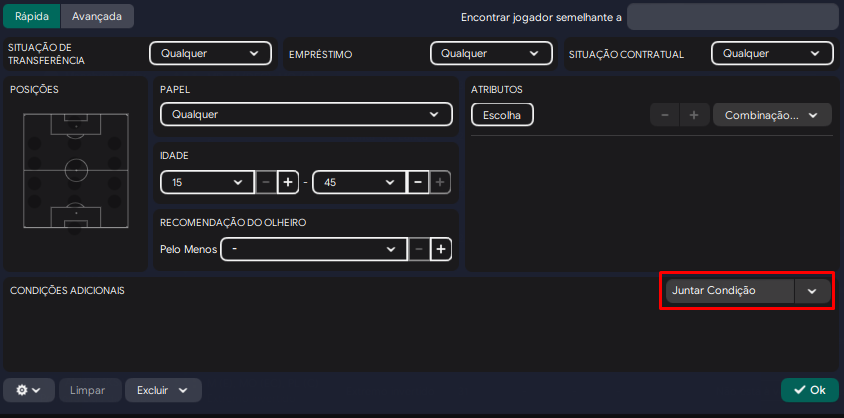 Rápida
Avançada
Encontrar jogador semelhante a
SITUAÇÃO DE
TRANSFERÊNCIA
Qualquer
EMPRÉSTIMO
Qualquer
SITUAÇÃO CONTRATUAL
Qualquer
POSIÇÕES
PAPEL
Qualquer
IDADE
15
-
+
-
45
-
+
RECOMENDAÇÃO DO OLHEIRO
Pelo Menos
-
-
+
ATRIBUTOS
Escolha
-
+
Combinação...
CONDIÇÕES ADICIONAIS
Juntar Condição
Limpar
Excluir
Ok